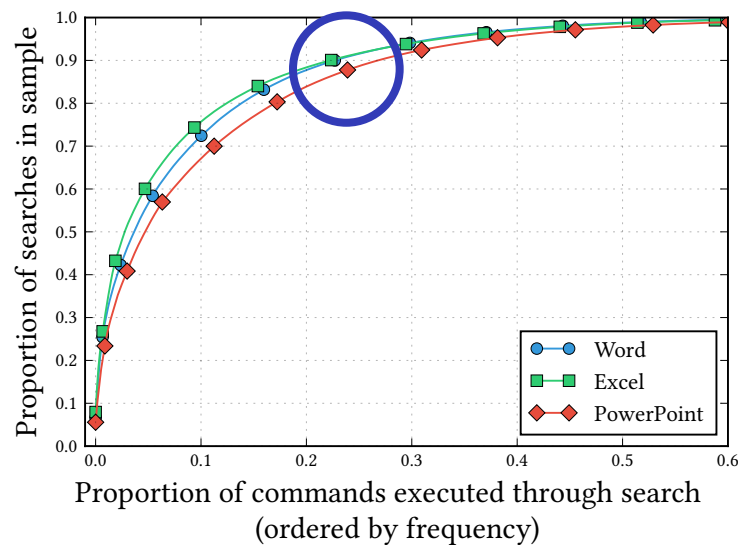 Proportion of searches in sample
1.0
0.9
0.8
0.7
0.6
0.5
0.4
0.3
0.2
0.1
0.0
0.0 0.1 0.2 0.3 0.4 0.5 0.6
Word
Excel
PowerPoint
Proportion of commands executed through search
(ordered by frequency)